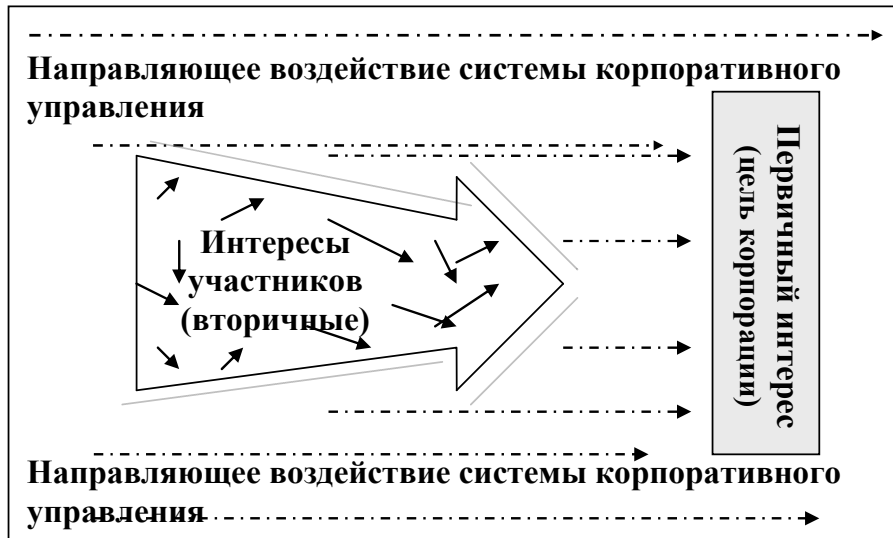 Направляющее воздействие системы корпоративного
управления
Интересы
участников
(вторичные)
Первичный интерес
(цель корпорации)
Направляющее воздействие системы корпоративного
управления